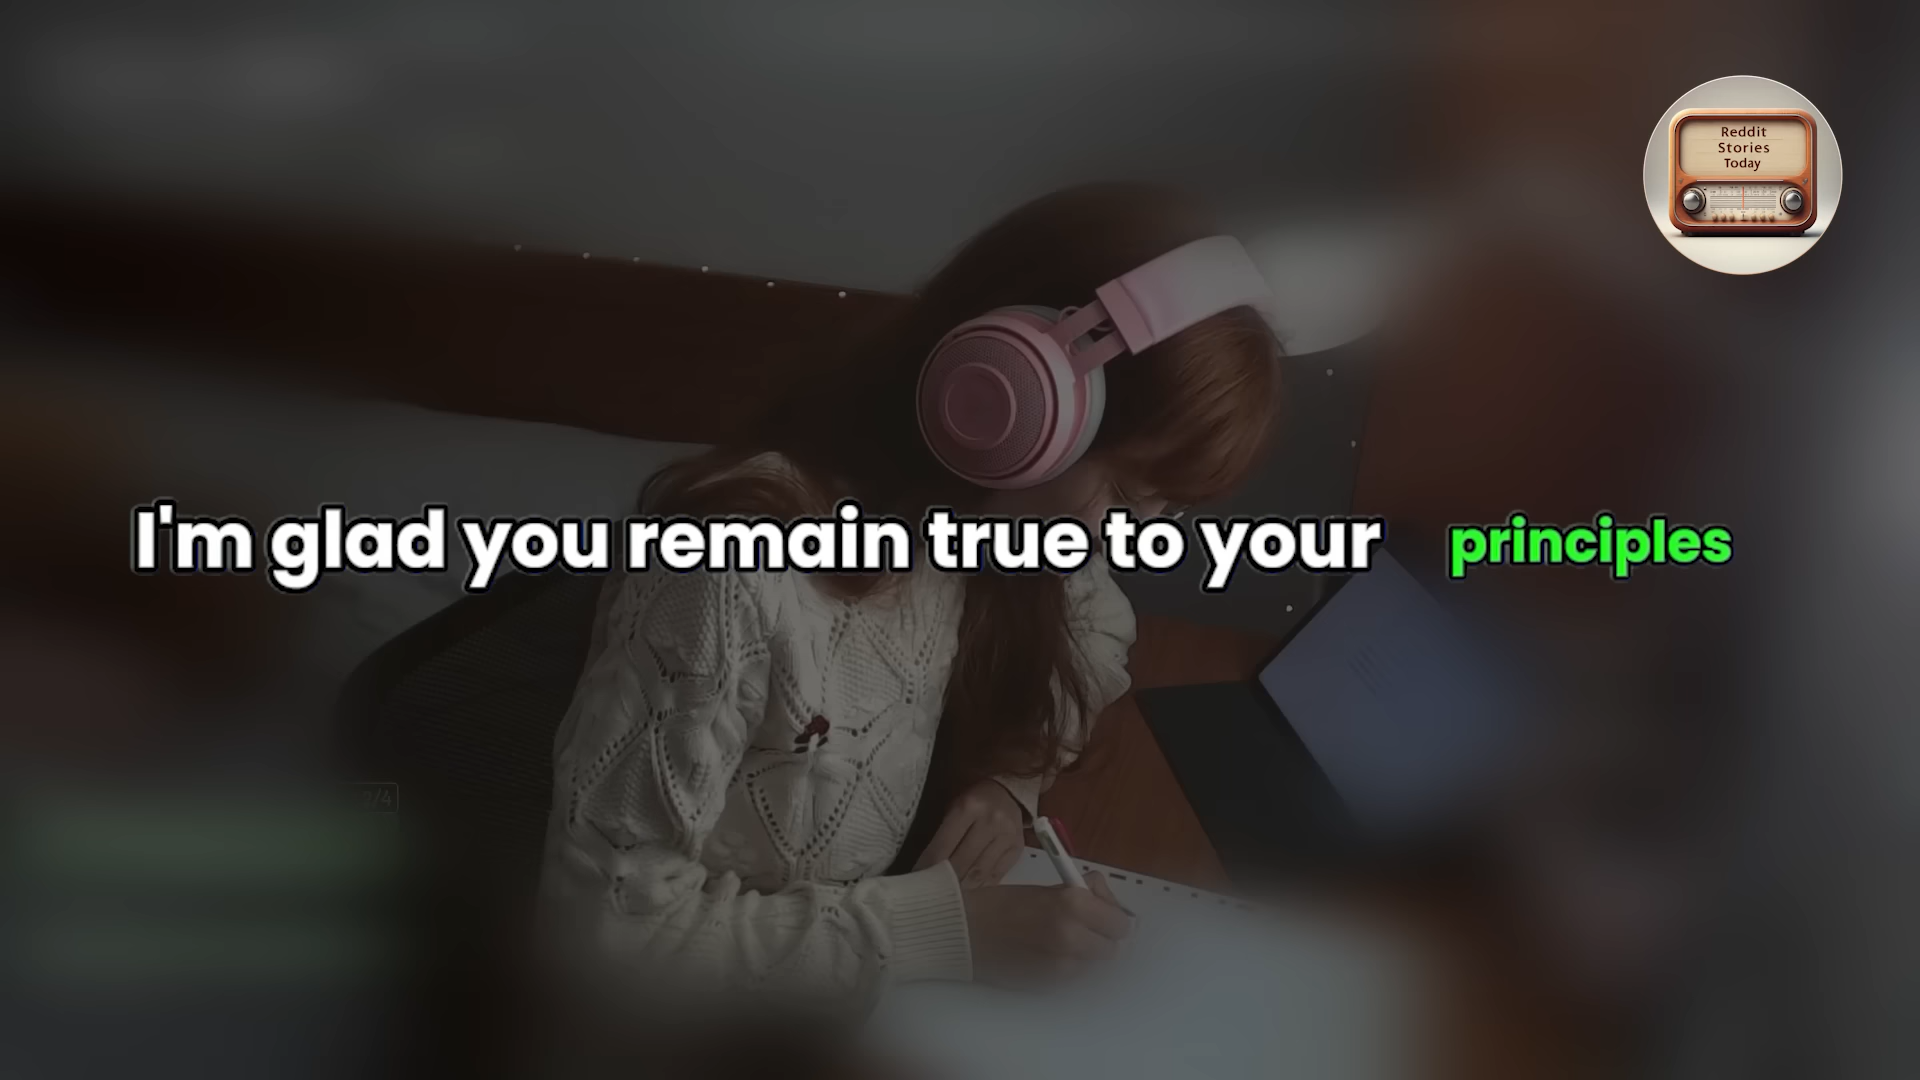 Reddit
Stories
Today
I'm glad you remain true to your principles